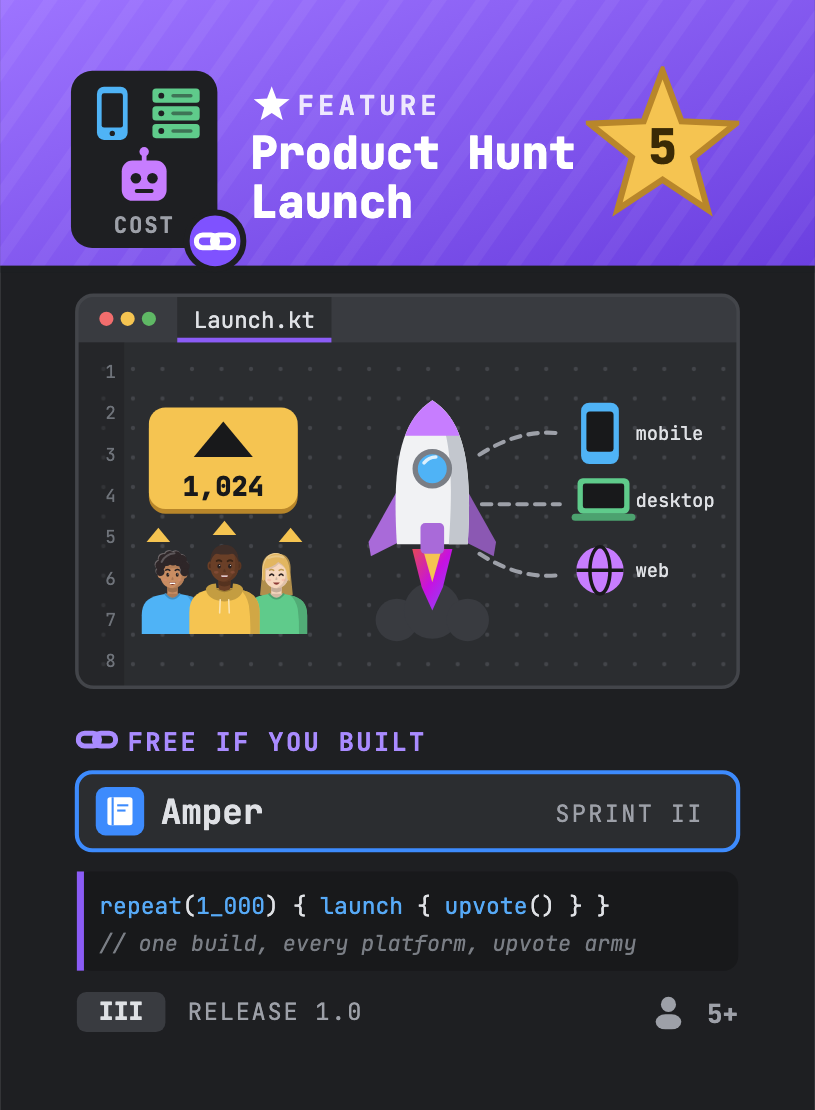 FEATURE
Product Hunt
Launch
5
COST
Launch.kt
1
2
3
4
5
6
7
8
1,024
mobile
desktop
web
FREE IF YOU BUILT
Amper
SPRINT II
repeat(1_000) { launch { upvote() } }
// one build, every platform, upvote army
III
RELEASE 1.0
5+